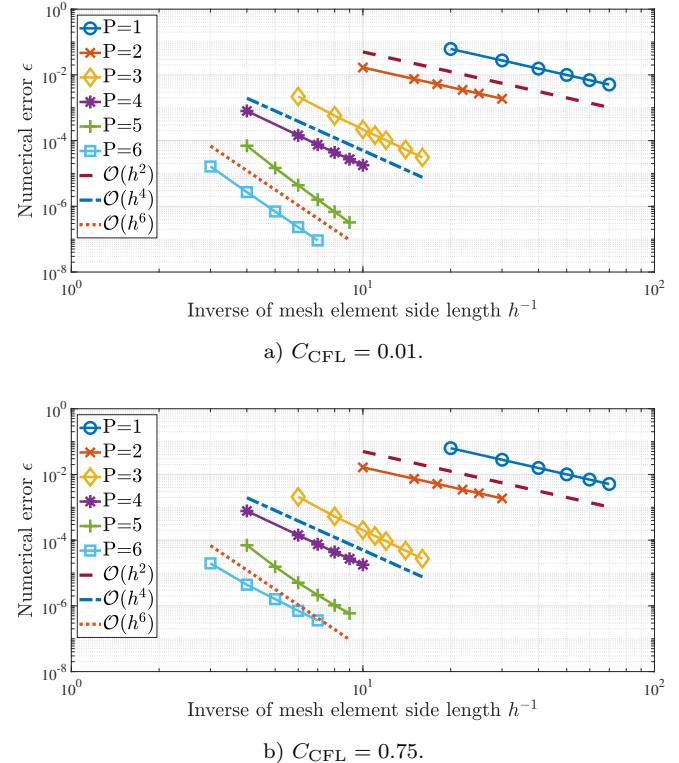 10^0
10^-2
10^-4
10^-6
10^-8
Numerical error ϵ
P=1
P=2
P=3
P=4
P=5
P=6
𝒪(h^2)
𝒪(h^4)
𝒪(h^6)
10^0
10^1
10^2
Inverse of mesh element side length h^-1
a) C_CFL = 0.01.
10^0
10^-2
10^-4
10^-6
10^-8
Numerical error ϵ
P=1
P=2
P=3
P=4
P=5
P=6
𝒪(h^2)
𝒪(h^4)
𝒪(h^6)
10^0
10^1
10^2
Inverse of mesh element side length h^-1
b) C_CFL = 0.75.